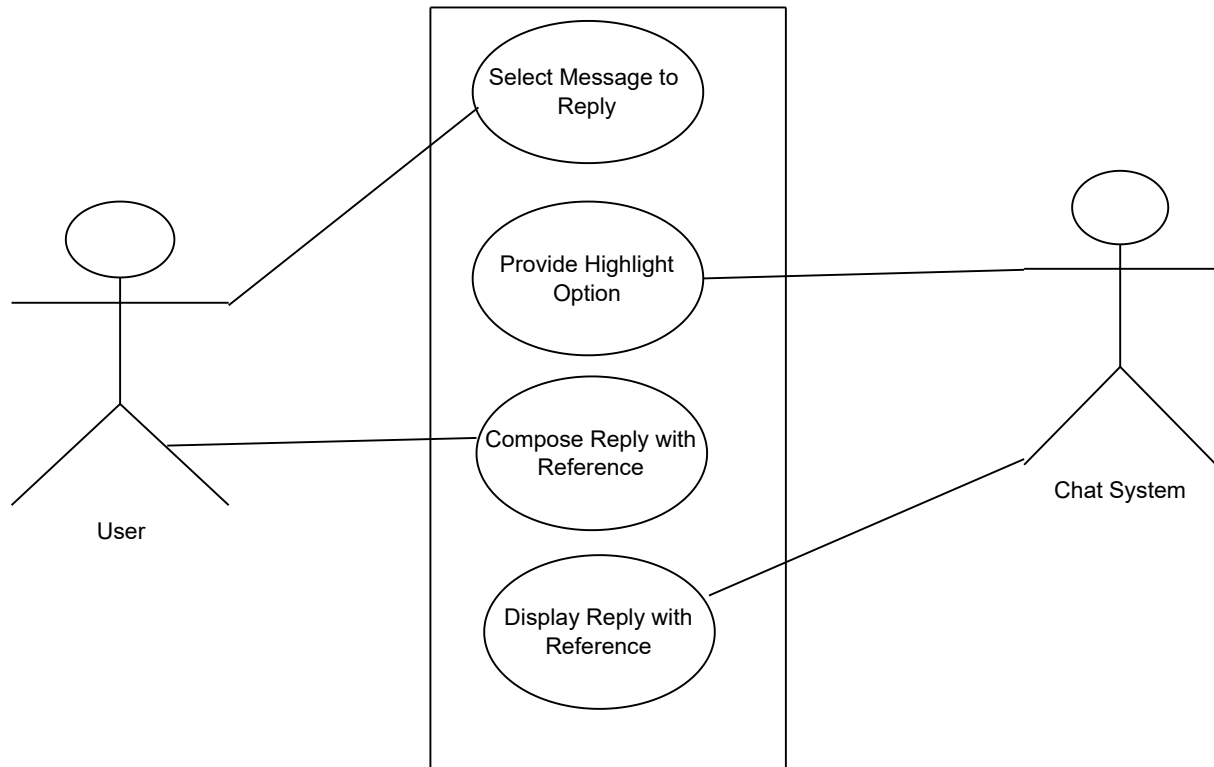 Select Message to
Reply
Provide Highlight
Option
Compose Reply with
Reference
Chat System
User
Display Reply with
Reference